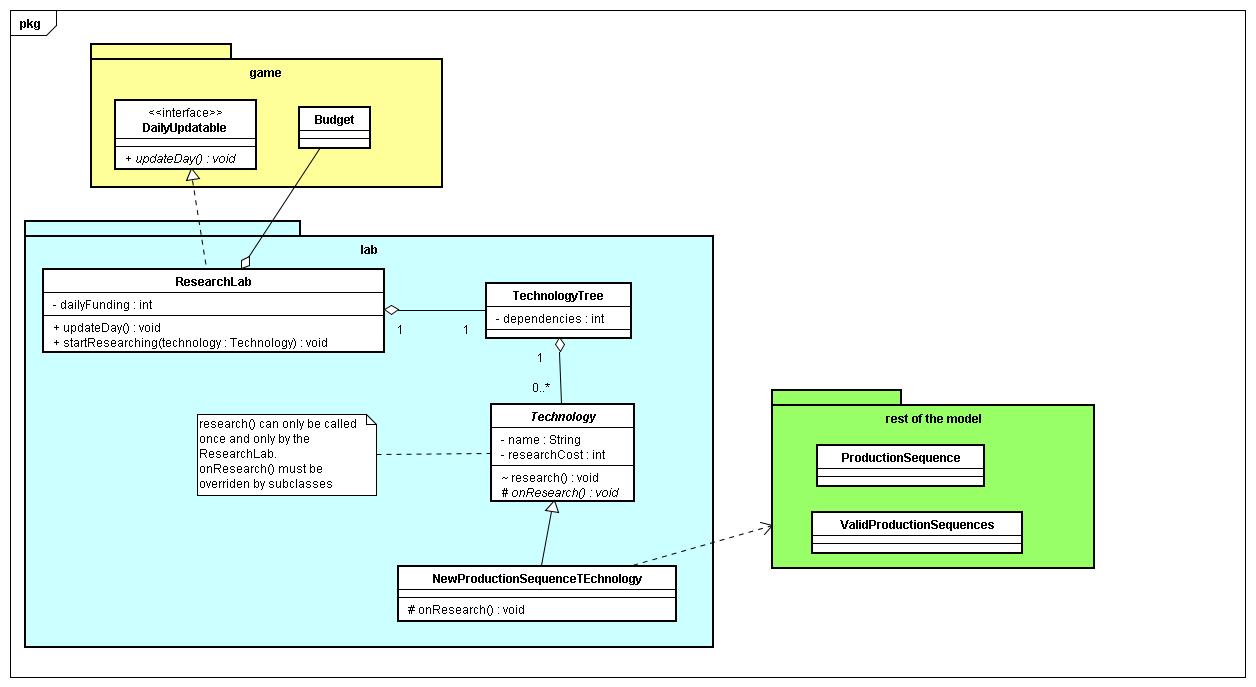 pkg
game
<<interface>>
DailyUpdatable
+ updateDay() : void
Budget
lab
ResearchLab
- dailyFunding : int
+ updateDay() : void
+ startResearching(technology : Technology) : void
1
1
TechnologyTree
- dependencies : int
1
0..*
research() can only be called
once and only by the
ResearchLab.
onResearch() must be
overriden by subclasses
Technology
- name : String
- researchCost : int
~ research() : void
# onResearch() : void
NewProductionSequenceTEchnology
# onResearch() : void
rest of the model
ProductionSequence
ValidProductionSequences